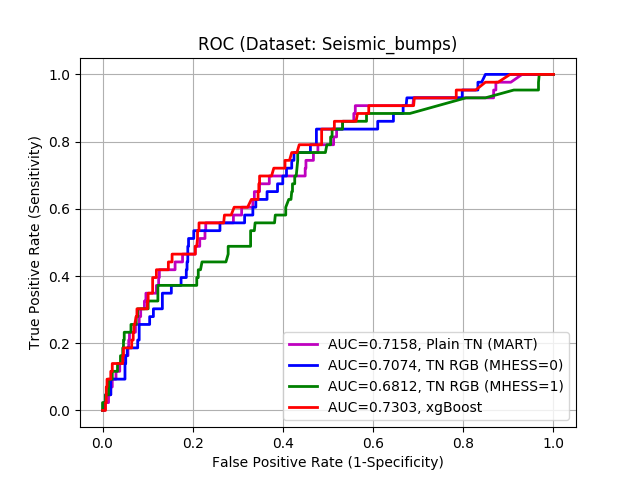 ROC (Dataset: Seismic_bumps)
True Positive Rate (Sensitivity)
1.0
0.8
0.6
0.4
0.2
0.0
AUC=0.7158, Plain TN (MART)
AUC=0.7074, TN RGB (MHESS=0)
AUC=0.6812, TN RGB (MHESS=1)
AUC=0.7303, xgBoost
0.0 0.2 0.4 0.6 0.8 1.0
False Positive Rate (1-Specificity)